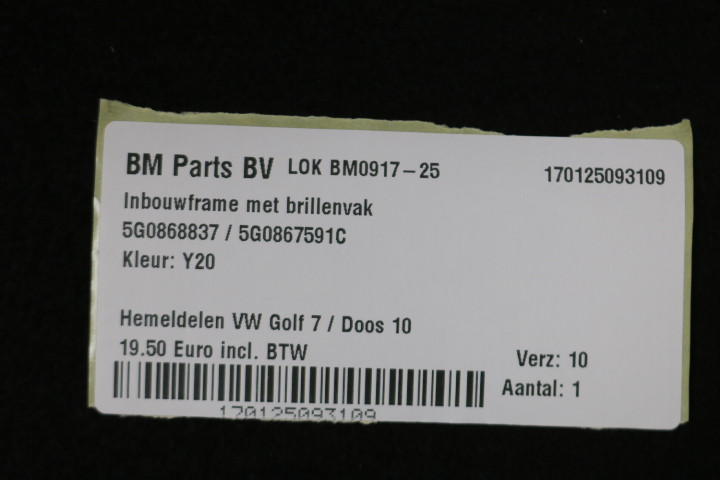 BM Parts BV LOK BM0917-25 170125093109
Inbouwframe met brillenvak
5G0868837 / 5G0867591C
Kleur: Y20
Hemeldelen VW Golf 7 / Doos 10
19.50 Euro incl. BTW Verz: 10
Aantal: 1
170125093109